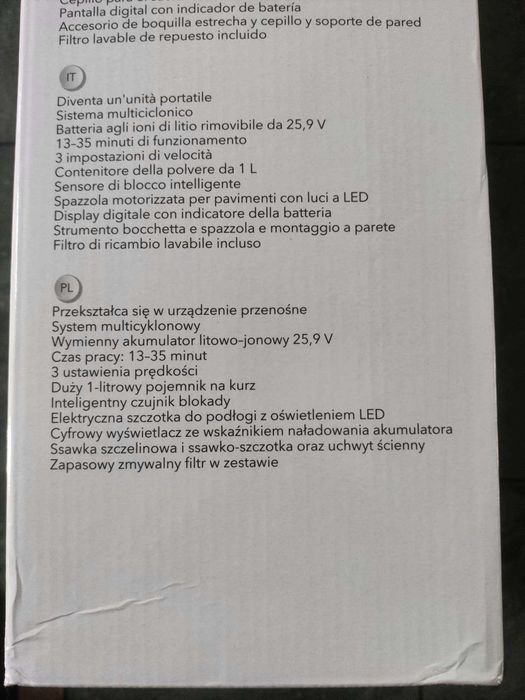 Pantalla digital con indicador de batería
Accesorio de boquilla estrecha y cepillo y soporte de pared
Filtro lavable de repuesto incluido
IT
Diventa un'unità portatile
Sistema multiciclonico
Batteria agli ioni di litio rimovibile da 25,9 V
13-35 minuti di funzionamento
3 impostazioni di velocità
Contenitore della polvere da 1 L
Sensore di blocco intelligente
Spazzola motorizzata per pavimenti con luci a LED
Display digitale con indicatore della batteria
Strumento bocchetta e spazzola e montaggio a parete
Filtro di ricambio lavabile incluso
PL
Przekształca się w urządzenie przenośne
System multicyklonowy
Wymienny akumulator litowo-jonowy 25,9 V
Czas pracy: 13-35 minut
3 ustawienia prędkości
Duży 1-litrowy pojemnik na kurz
Inteligentny czujnik blokady
Elektryczna szczotka do podłogi z oświetleniem LED
Cyfrowy wyświetlacz ze wskaźnikiem naładowania akumulatora
Ssawka szczelinowa i ssawko-szczotka oraz uchwyt ścienny
Zapasowy zmywalny filtr w zestawie